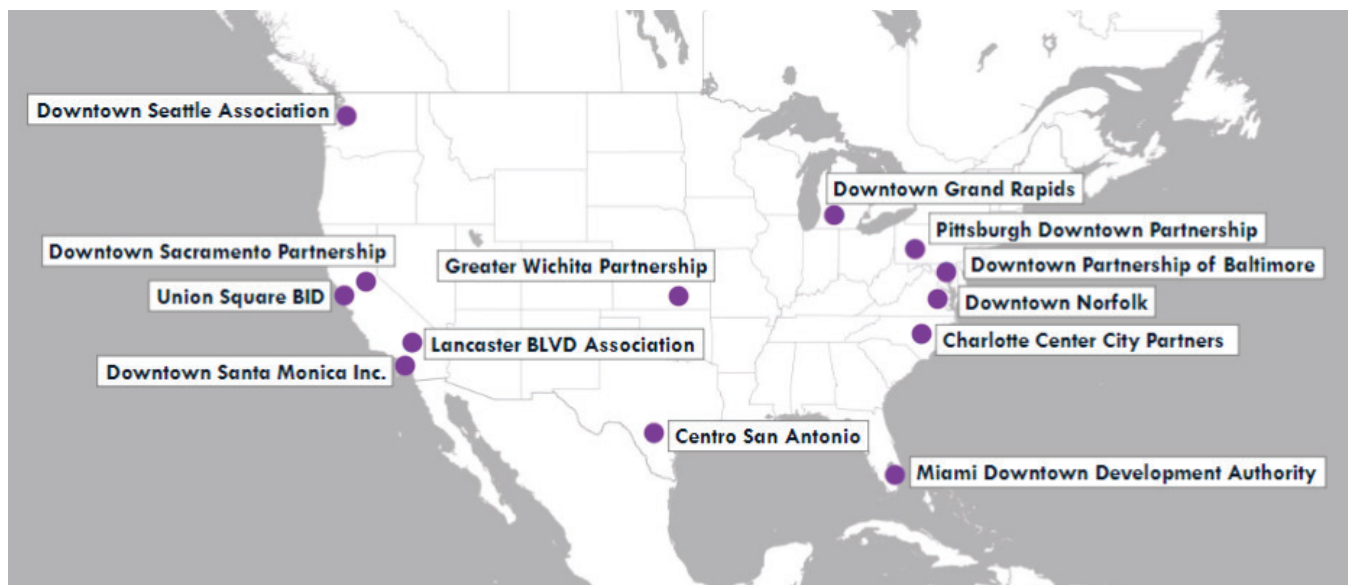 Downtown Seattle Association
Downtown Grand Rapids
Pittsburgh Downtown Partnership
Downtown Sacramento Partnership
Greater Wichita Partnership
Downtown Partnership of Baltimore
Union Square BID
Downtown Norfolk
Charlotte Center City Partners
Lancaster BLVD Association
Downtown Santa Monica Inc.
Centro San Antonio
Miami Downtown Development Authority